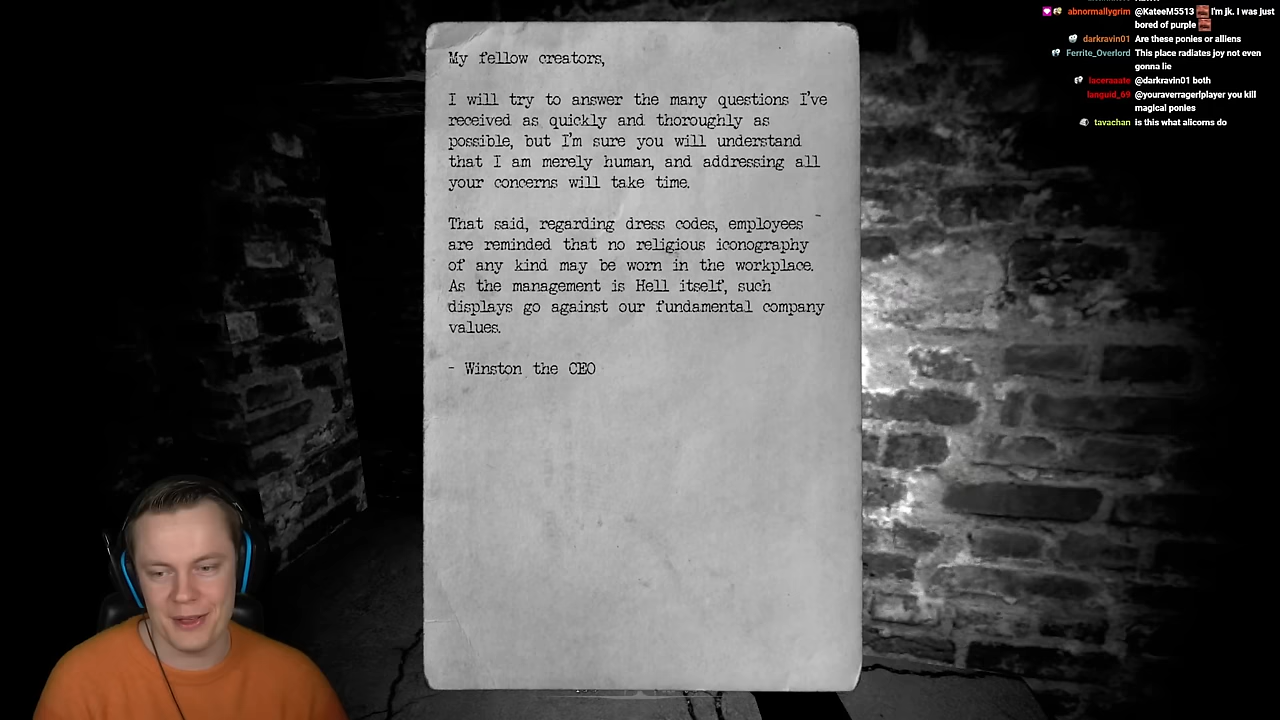 abnormallygrim @KateeM5513 I'm jk. I was just
bored of purple
darkravin01 Are these ponies or alliens
Ferrite_Overlord This place radiates joy not even
gonna lie
laceraaate @darkravin01 both
languid_69 @youraverragerlplayer you kill
magical ponies
tavachan is this what alicorns do
My fellow creators,
I will try to answer the many questions I've
received as quickly and thoroughly as
possible, but I'm sure you will understand
that I am merely human, and addressing all
your concerns will take time.
That said, regarding dress codes, employees
are reminded that no religious iconography
of any kind may be worn in the workplace.
As the management is Hell itself, such
displays go against our fundamental company
values.
- Winston the CEO